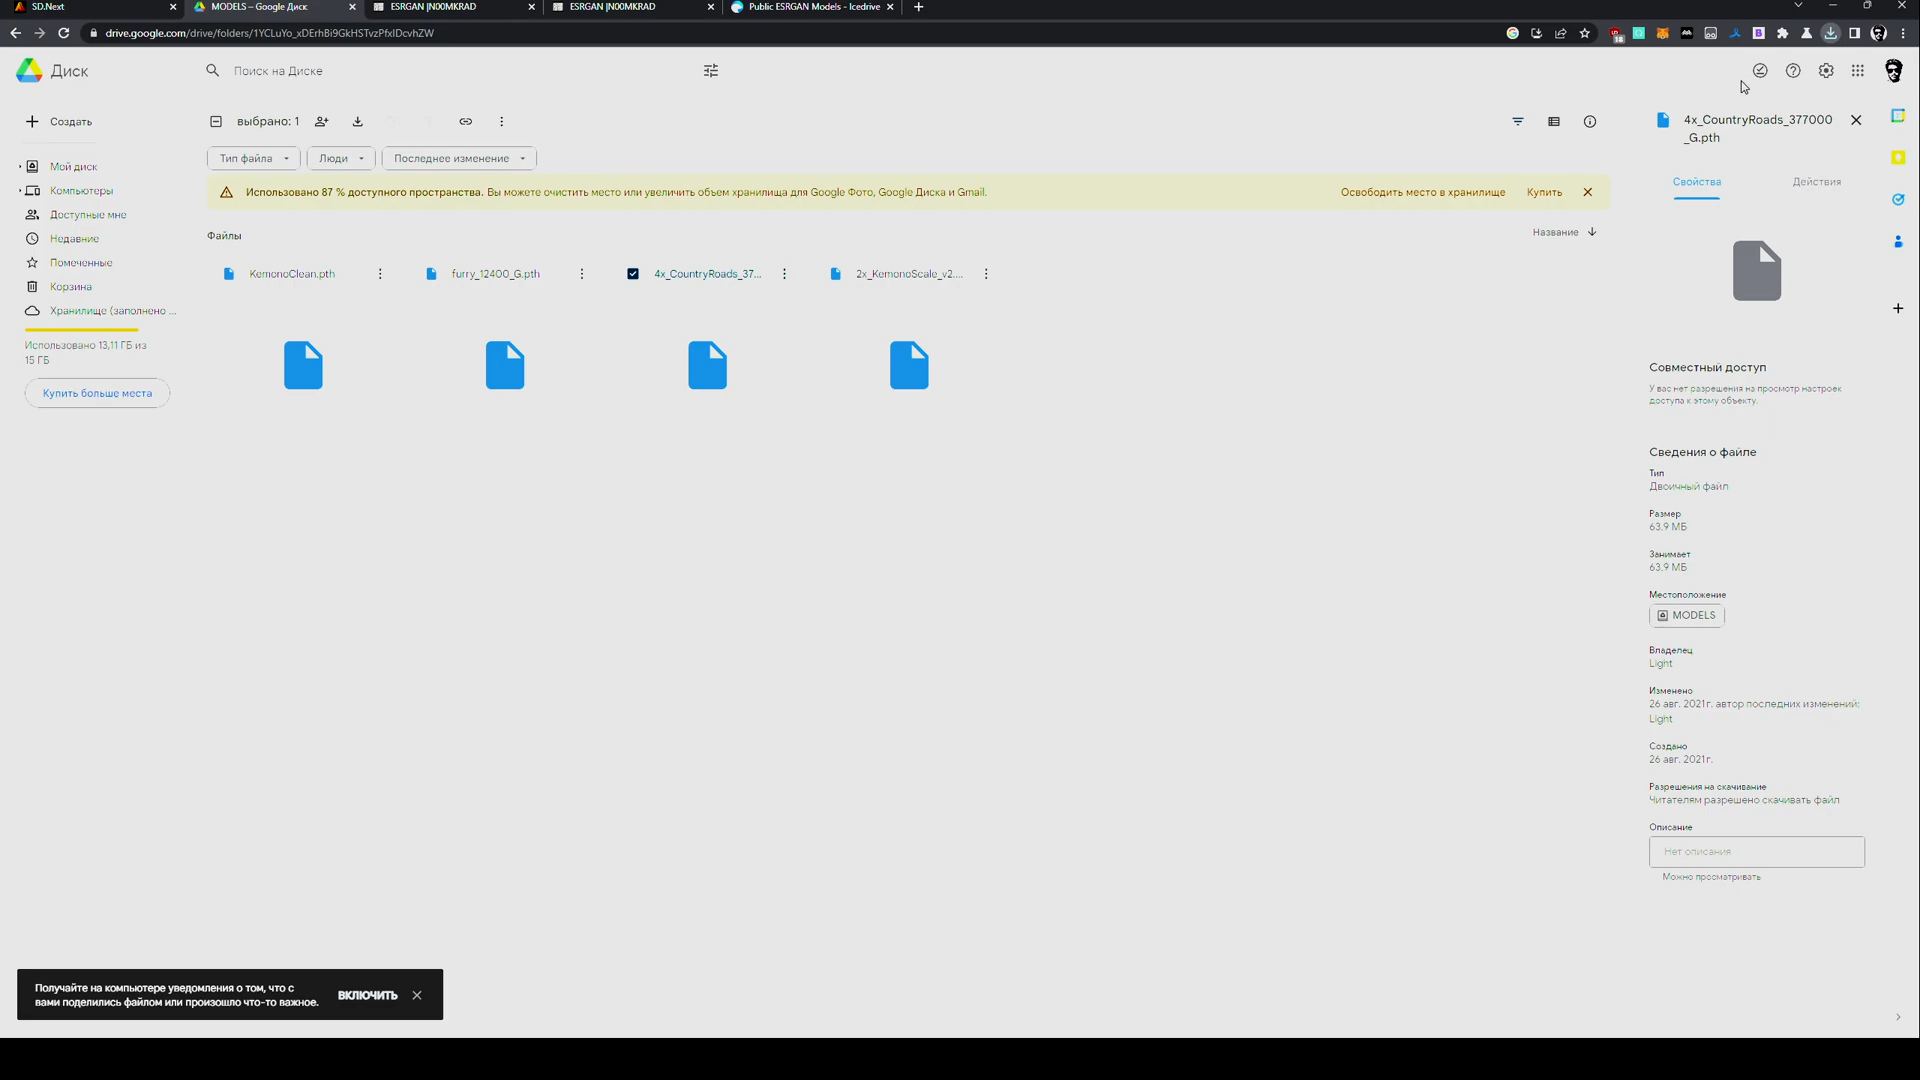 SD.Next
MODELS – Google Диск
ESRGAN |N00MKRAD
ESRGAN |N00MKRAD
Public ESRGAN Models - Icedrive
drive.google.com/drive/folders/1YCLuYo_xDErhBi9GkHSTvzPfxIDcvhZW
18
Диск
Поиск на Диске
Создать
выбрано: 1
4x_CountryRoads_377000
_G.pth
Тип файла
Люди
Последнее изменение
Мой диск
Компьютеры
Доступные мне
Недавние
Помеченные
Корзина
Хранилище (заполнено ...
Использовано 13,11 ГБ из
15 ГБ
Купить больше места
Использовано 87 % доступного пространства. Вы можете очистить место или увеличить объем хранилища для Google Фото, Google Диска и Gmail.
Освободить место в хранилище
Купить
Файлы
Название
KemonoClean.pth
furry_12400_G.pth
4x_CountryRoads_37...
2x_KemonoScale_v2....
Свойства
Действия
Совместный доступ
У вас нет разрешения на просмотр настроек
доступа к этому объекту.
Сведения о файле
Тип
Двоичный файл
Размер
63.9 МБ
Занимает
63.9 МБ
Местоположение
MODELS
Владелец
Light
Изменено
26 авг. 2021 г. автор последних изменений:
Light
Создано
26 авг. 2021 г.
Разрешения на скачивание
Читателям разрешено скачивать файл
Описание
Нет описания
Можно просматривать
Получайте на компьютере уведомления о том, что с
вами поделились файлом или произошло что-то важное.
ВКЛЮЧИТЬ